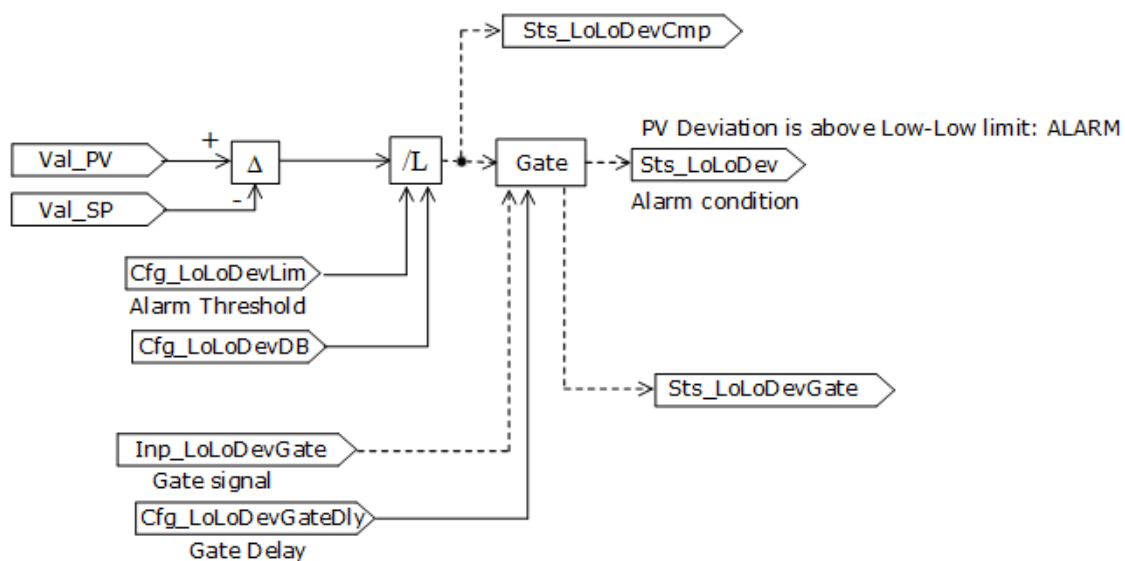 Sts_LoLoDevCmp
PV Deviation is above Low-Low limit: ALARM
+
Val_PV
Δ
/L
Gate
Sts_LoLoDev
-
Val_SP
Alarm condition
Cfg_LoLoDevLim
Alarm Threshold
Cfg_LoLoDevDB
Sts_LoLoDevGate
Inp_LoLoDevGate
Gate signal
Cfg_LoLoDevGateDly
Gate Delay